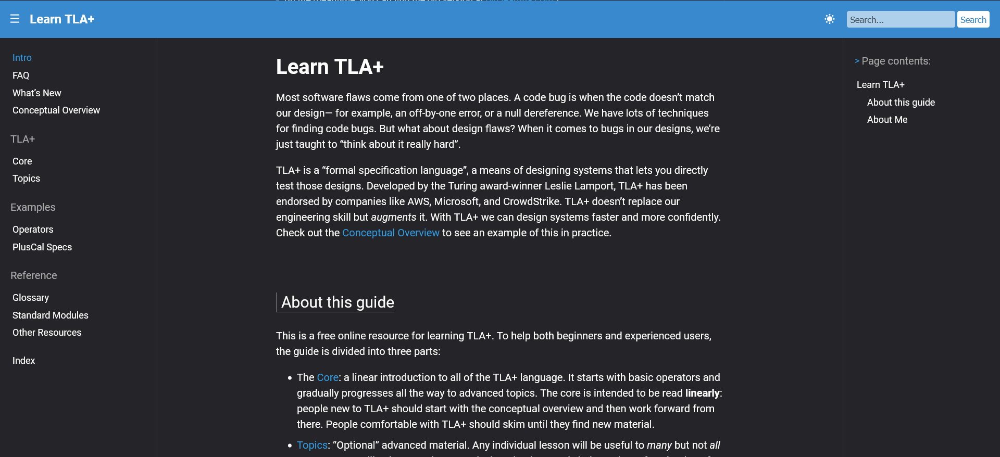 Learn TLA+
Search...
Search
Intro
FAQ
What's New
Conceptual Overview
TLA+
Core
Topics
Examples
Operators
PlusCal Specs
Reference
Glossary
Standard Modules
Other Resources
Index
Learn TLA+
Most software flaws come from one of two places. A code bug is when the code doesn’t match
our design— for example, an off-by-one error, or a null dereference. We have lots of techniques
for finding code bugs. But what about design flaws? When it comes to bugs in our designs, we’re
just taught to “think about it really hard”.
TLA+ is a “formal specification language”, a means of designing systems that lets you directly
test those designs. Developed by the Turing award-winner Leslie Lamport, TLA+ has been
endorsed by companies like AWS, Microsoft, and CrowdStrike. TLA+ doesn’t replace our
engineering skill but augments it. With TLA+ we can design systems faster and more confidently.
Check out the Conceptual Overview to see an example of this in practice.
About this guide
This is a free online resource for learning TLA+. To help both beginners and experienced users,
the guide is divided into three parts:
• The Core: a linear introduction to all of the TLA+ language. It starts with basic operators and
gradually progresses all the way to advanced topics. The core is intended to be read linearly:
people new to TLA+ should start with the conceptual overview and then work forward from
there. People comfortable with TLA+ should skim until they find new material.
• Topics: “Optional” advanced material. Any individual lesson will be useful to many but not all
> Page contents:
Learn TLA+
About this guide
About Me